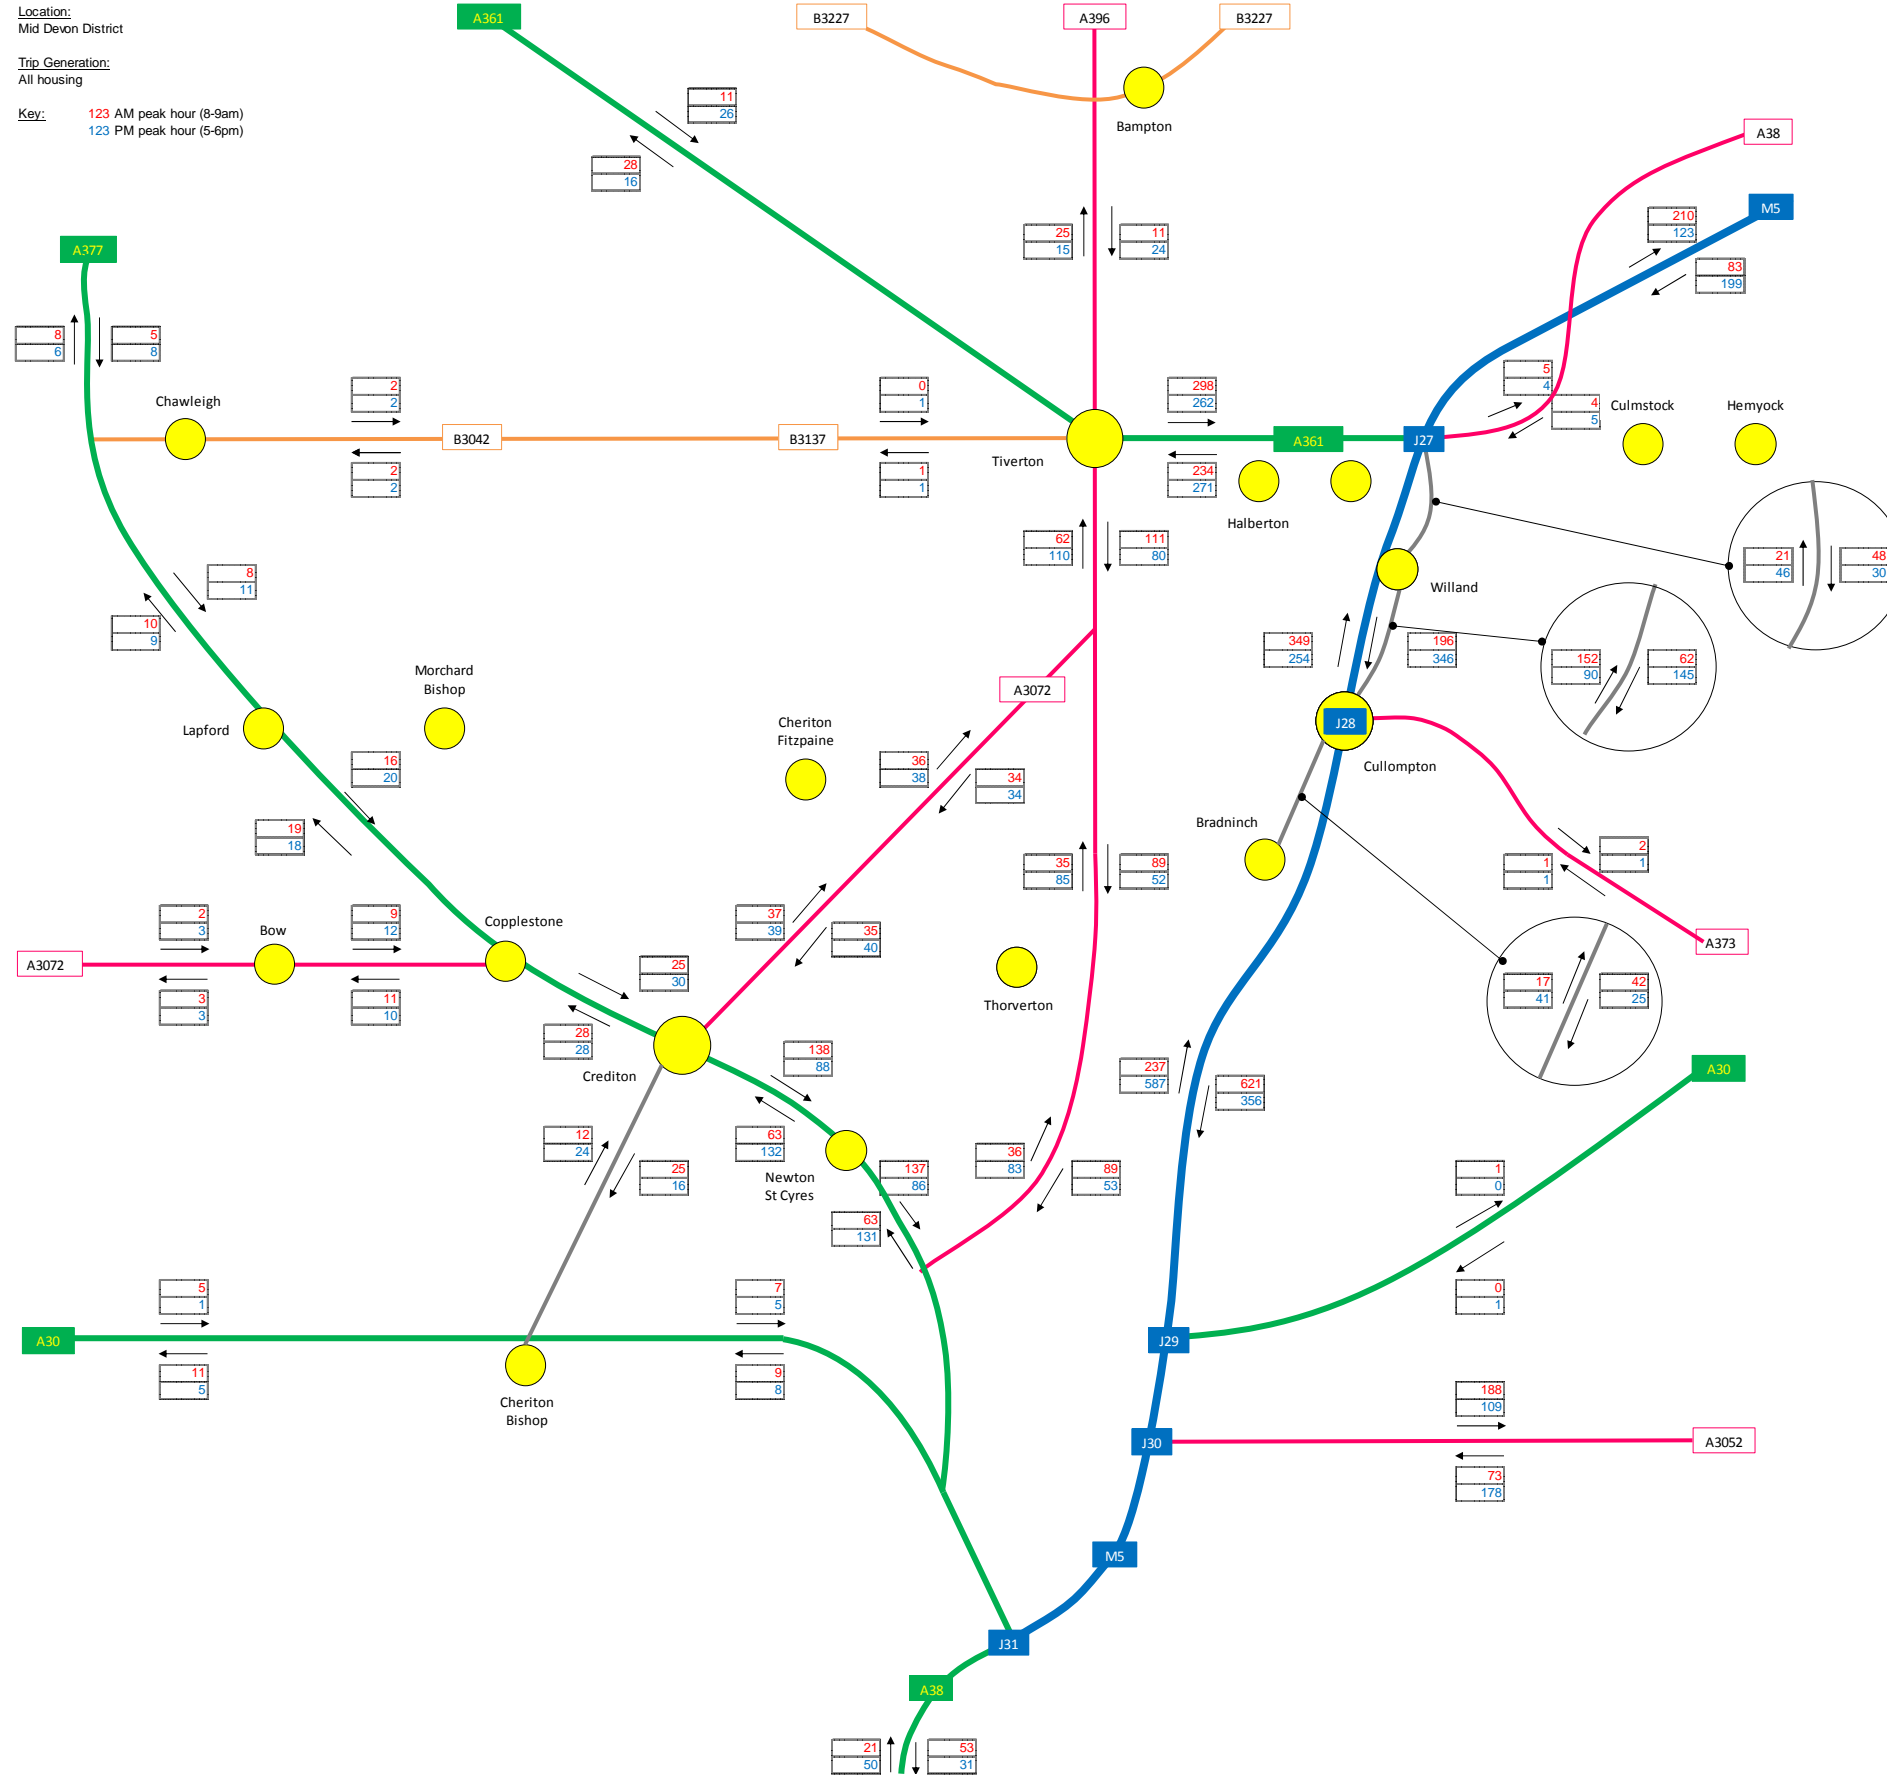 Location:
Mid Devon District
Trip Generation:
All housing
Key: 123 AM peak hour (8-9am)
123 PM peak hour (5-6pm)
A361
B3227
A396
B3227
Bampton
11
26
28
16
A38
M5
210
123
83
199
25
15
11
24
A377
8
6
5
8
Chawleigh
2
2
B3042
2
2
B3137
0
1
1
1
Tiverton
298
262
A361
234
271
J27
5
4
4
5
Culmstock
Hemyock
Halberton
62
110
111
80
21
46
48
30
Willand
8
11
10
9
349
254
196
346
152
90
62
145
Morchard
Bishop
Lapford
A3072
Cheriton
Fitzpaine
J28
Cullompton
16
20
19
18
36
38
34
34
Bradninch
35
85
89
52
2
1
1
1
A373
A3072
2
3
3
3
Bow
9
12
11
10
Copplestone
37
39
35
40
Thorverton
17
41
42
25
25
30
28
28
Crediton
138
88
63
132
237
587
621
356
A30
12
24
25
16
Newton
St Cyres
137
86
63
131
36
83
89
53
1
0
0
1
A30
5
1
11
5
7
5
9
8
Cheriton
Bishop
J29
188
109
J30
A3052
73
178
M5
J31
A38
21
50
53
31